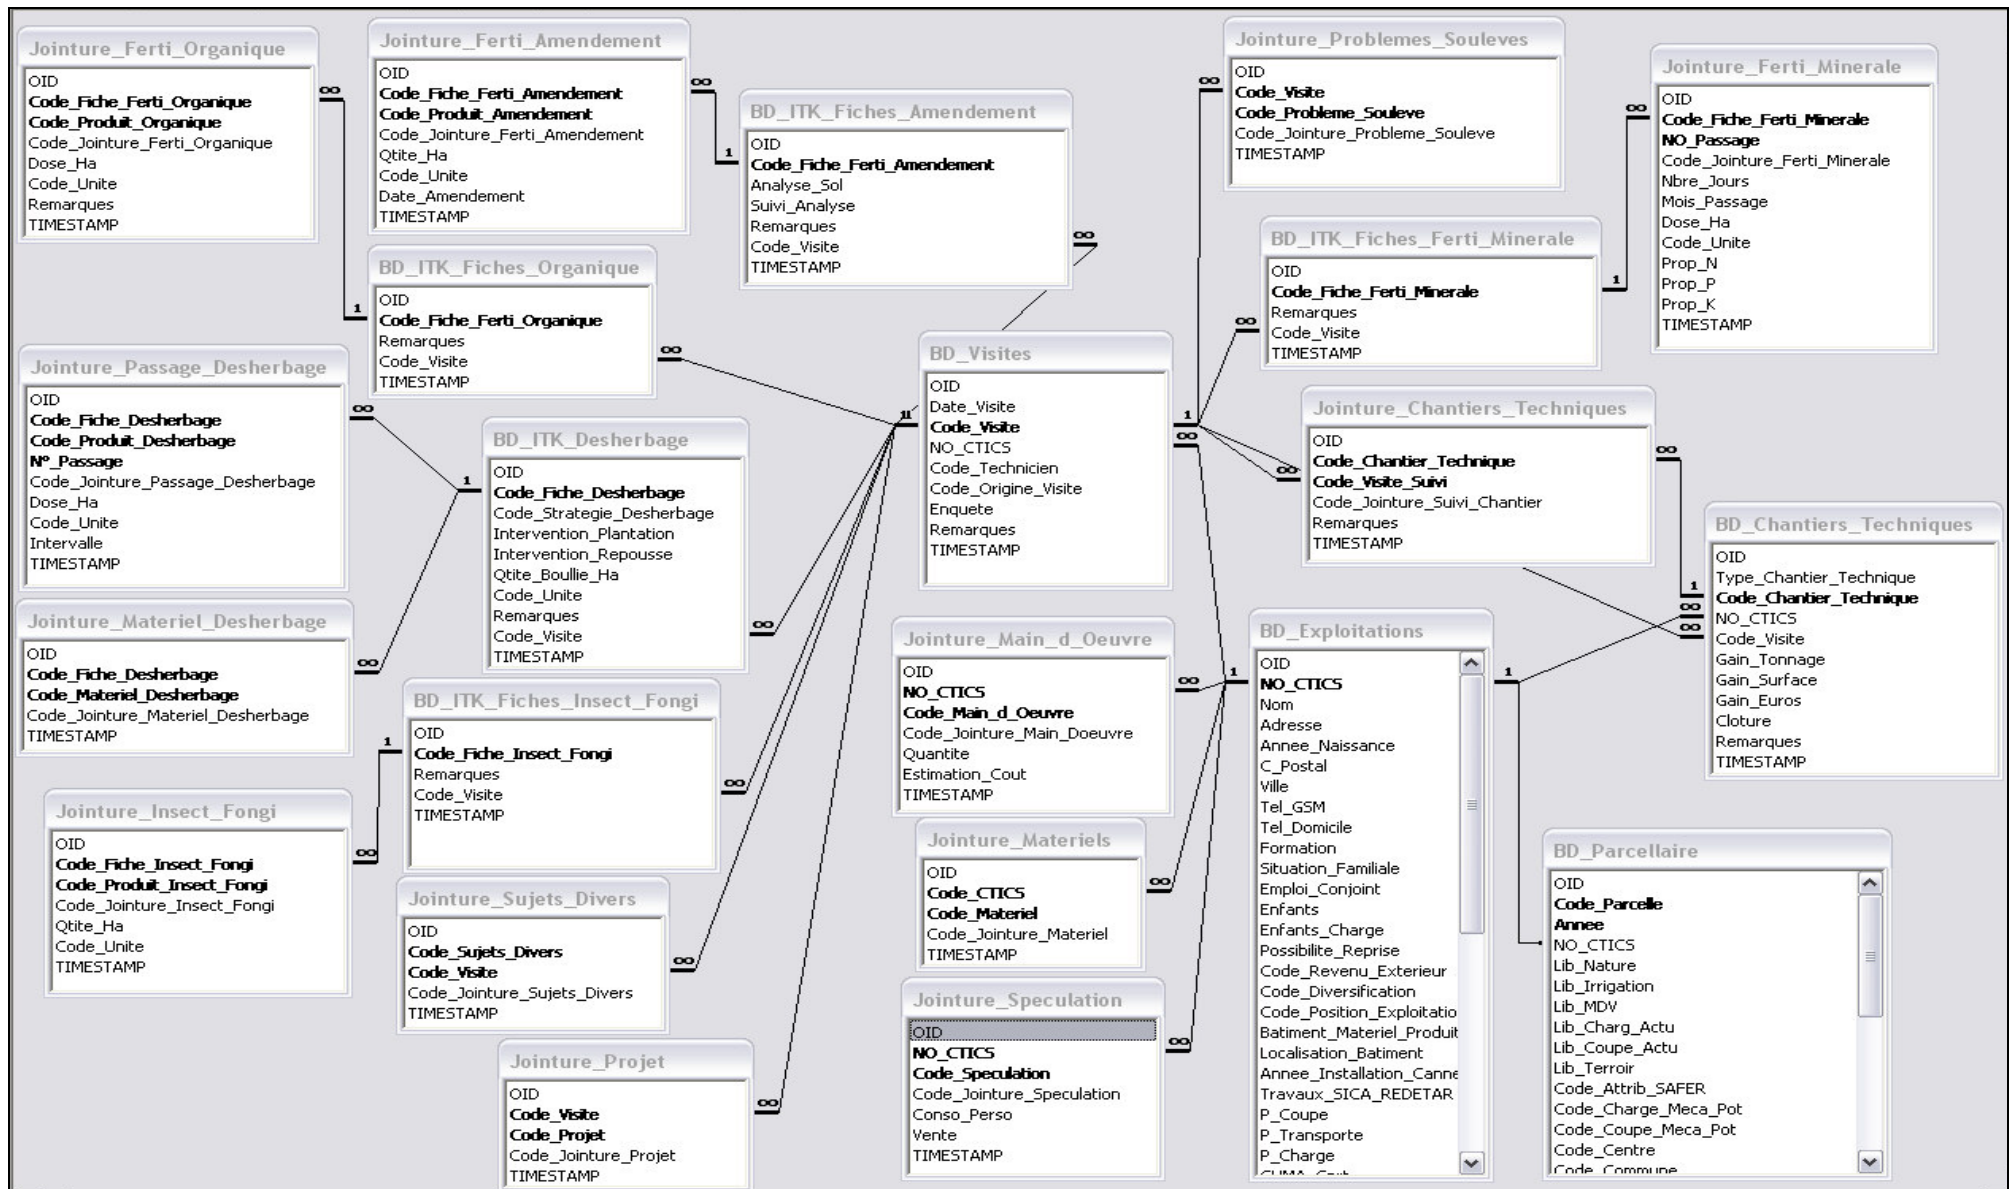 Jointure_Ferti_Organique
OID
Code_Fiche_Ferti_Organique
Code_Produit_Organique
Code_Jointure_Ferti_Organique
Dose_Ha
Code_Unite
Remarques
TIMESTAMP
Jointure_Ferti_Amendement
OID
Code_Fiche_Ferti_Amendement
Code_Produit_Amendement
Code_Jointure_Ferti_Amendement
Qtite_Ha
Code_Unite
Date_Amendement
TIMESTAMP
BD_ITK_Fiches_Amendement
OID
Code_Fiche_Ferti_Amendement
Analyse_Sol
Suivi_Analyse
Remarques
Code_Visite
TIMESTAMP
Jointure_Problemes_Souleves
OID
Code_Visite
Code_Probleme_Souleve
Code_Jointure_Probleme_Souleve
TIMESTAMP
Jointure_Ferti_Minerale
OID
Code_Fiche_Ferti_Minerale
NO_Passage
Code_Jointure_Ferti_Minerale
Nbre_Jours
Mois_Passage
Dose_Ha
Code_Unite
Prop_N
Prop_P
Prop_K
TIMESTAMP
BD_ITK_Fiches_Organique
OID
Code_Fiche_Ferti_Organique
Remarques
Code_Visite
TIMESTAMP
BD_ITK_Fiches_Ferti_Minerale
OID
Code_Fiche_Ferti_Minerale
Remarques
Code_Visite
TIMESTAMP
Jointure_Passage_Desherbage
OID
Code_Fiche_Desherbage
Code_Produit_Desherbage
N°_Passage
Code_Jointure_Passage_Desherbage
Dose_Ha
Code_Unite
Intervalle
TIMESTAMP
BD_ITK_Desherbage
OID
Code_Fiche_Desherbage
Code_Strategie_Desherbage
Intervention_Plantation
Intervention_Repousse
Qtite_Boullie_Ha
Code_Unite
Remarques
Code_Visite
TIMESTAMP
BD_Visites
OID
Date_Visite
Code_Visite
NO_CTICS
Code_Technicien
Code_Origine_Visite
Enquete
Remarques
TIMESTAMP
Jointure_Chantiers_Techniques
OID
Code_Chantier_Technique
Code_Visite_Suivi
Code_Jointure_Suivi_Chantier
Remarques
TIMESTAMP
BD_Chantiers_Techniques
OID
Type_Chantier_Technique
Code_Chantier_Technique
NO_CTICS
Code_Visite
Gain_Tonnage
Gain_Surface
Gain_Euros
Cloture
Remarques
TIMESTAMP
Jointure_Materiel_Desherbage
OID
Code_Fiche_Desherbage
Code_Materiel_Desherbage
Code_Jointure_Materiel_Desherbage
TIMESTAMP
BD_ITK_Fiches_Insect_Fongi
OID
Code_Fiche_Insect_Fongi
Remarques
Code_Visite
TIMESTAMP
Jointure_Main_d_Oeuvre
OID
NO_CTICS
Code_Main_d_Oeuvre
Code_Jointure_Main_Doeuvre
Quantite
Estimation_Cout
TIMESTAMP
BD_Exploitations
OID
NO_CTICS
Nom
Adresse
Annee_Naissance
C_Postal
Ville
Tel_GSM
Tel_Domicile
Formation
Situation_Familiale
Emploi_Conjoint
Enfants
Enfants_Charge
Possibilite_Reprise
Code_Revenu_Exterieur
Code_Diversification
Code_Position_Exploitatio
Batiment_Materiel_Produit
Localisation_Batiment
Annee_Installation_Canne
Travaux_SICA_REDETAR
P_Coupe
P_Transporte
P_Charge
Jointure_Insect_Fongi
OID
Code_Fiche_Insect_Fongi
Code_Produit_Insect_Fongi
Code_Jointure_Insect_Fongi
Qtite_Ha
Code_Unite
TIMESTAMP
Jointure_Sujets_Divers
OID
Code_Sujets_Divers
Code_Visite
Code_Jointure_Sujets_Divers
TIMESTAMP
Jointure_Materiels
OID
Code_CTICS
Code_Materiel
Code_Jointure_Materiel
TIMESTAMP
BD_Parcellaire
OID
Code_Parcelle
Annee
NO_CTICS
Lib_Nature
Lib_Irrigation
Lib_MDV
Lib_Charg_Actu
Lib_Coupe_Actu
Lib_Terroir
Code_Attrib_SAFER
Code_Charge_Meca_Pot
Code_Coupe_Meca_Pot
Code_Centre
Code_Commune
Jointure_Projet
OID
Code_Visite
Code_Projet
Code_Jointure_Projet
TIMESTAMP
Jointure_Speculation
OID
NO_CTICS
Code_Speculation
Code_Jointure_Speculation
Conso_Perso
Vente
TIMESTAMP